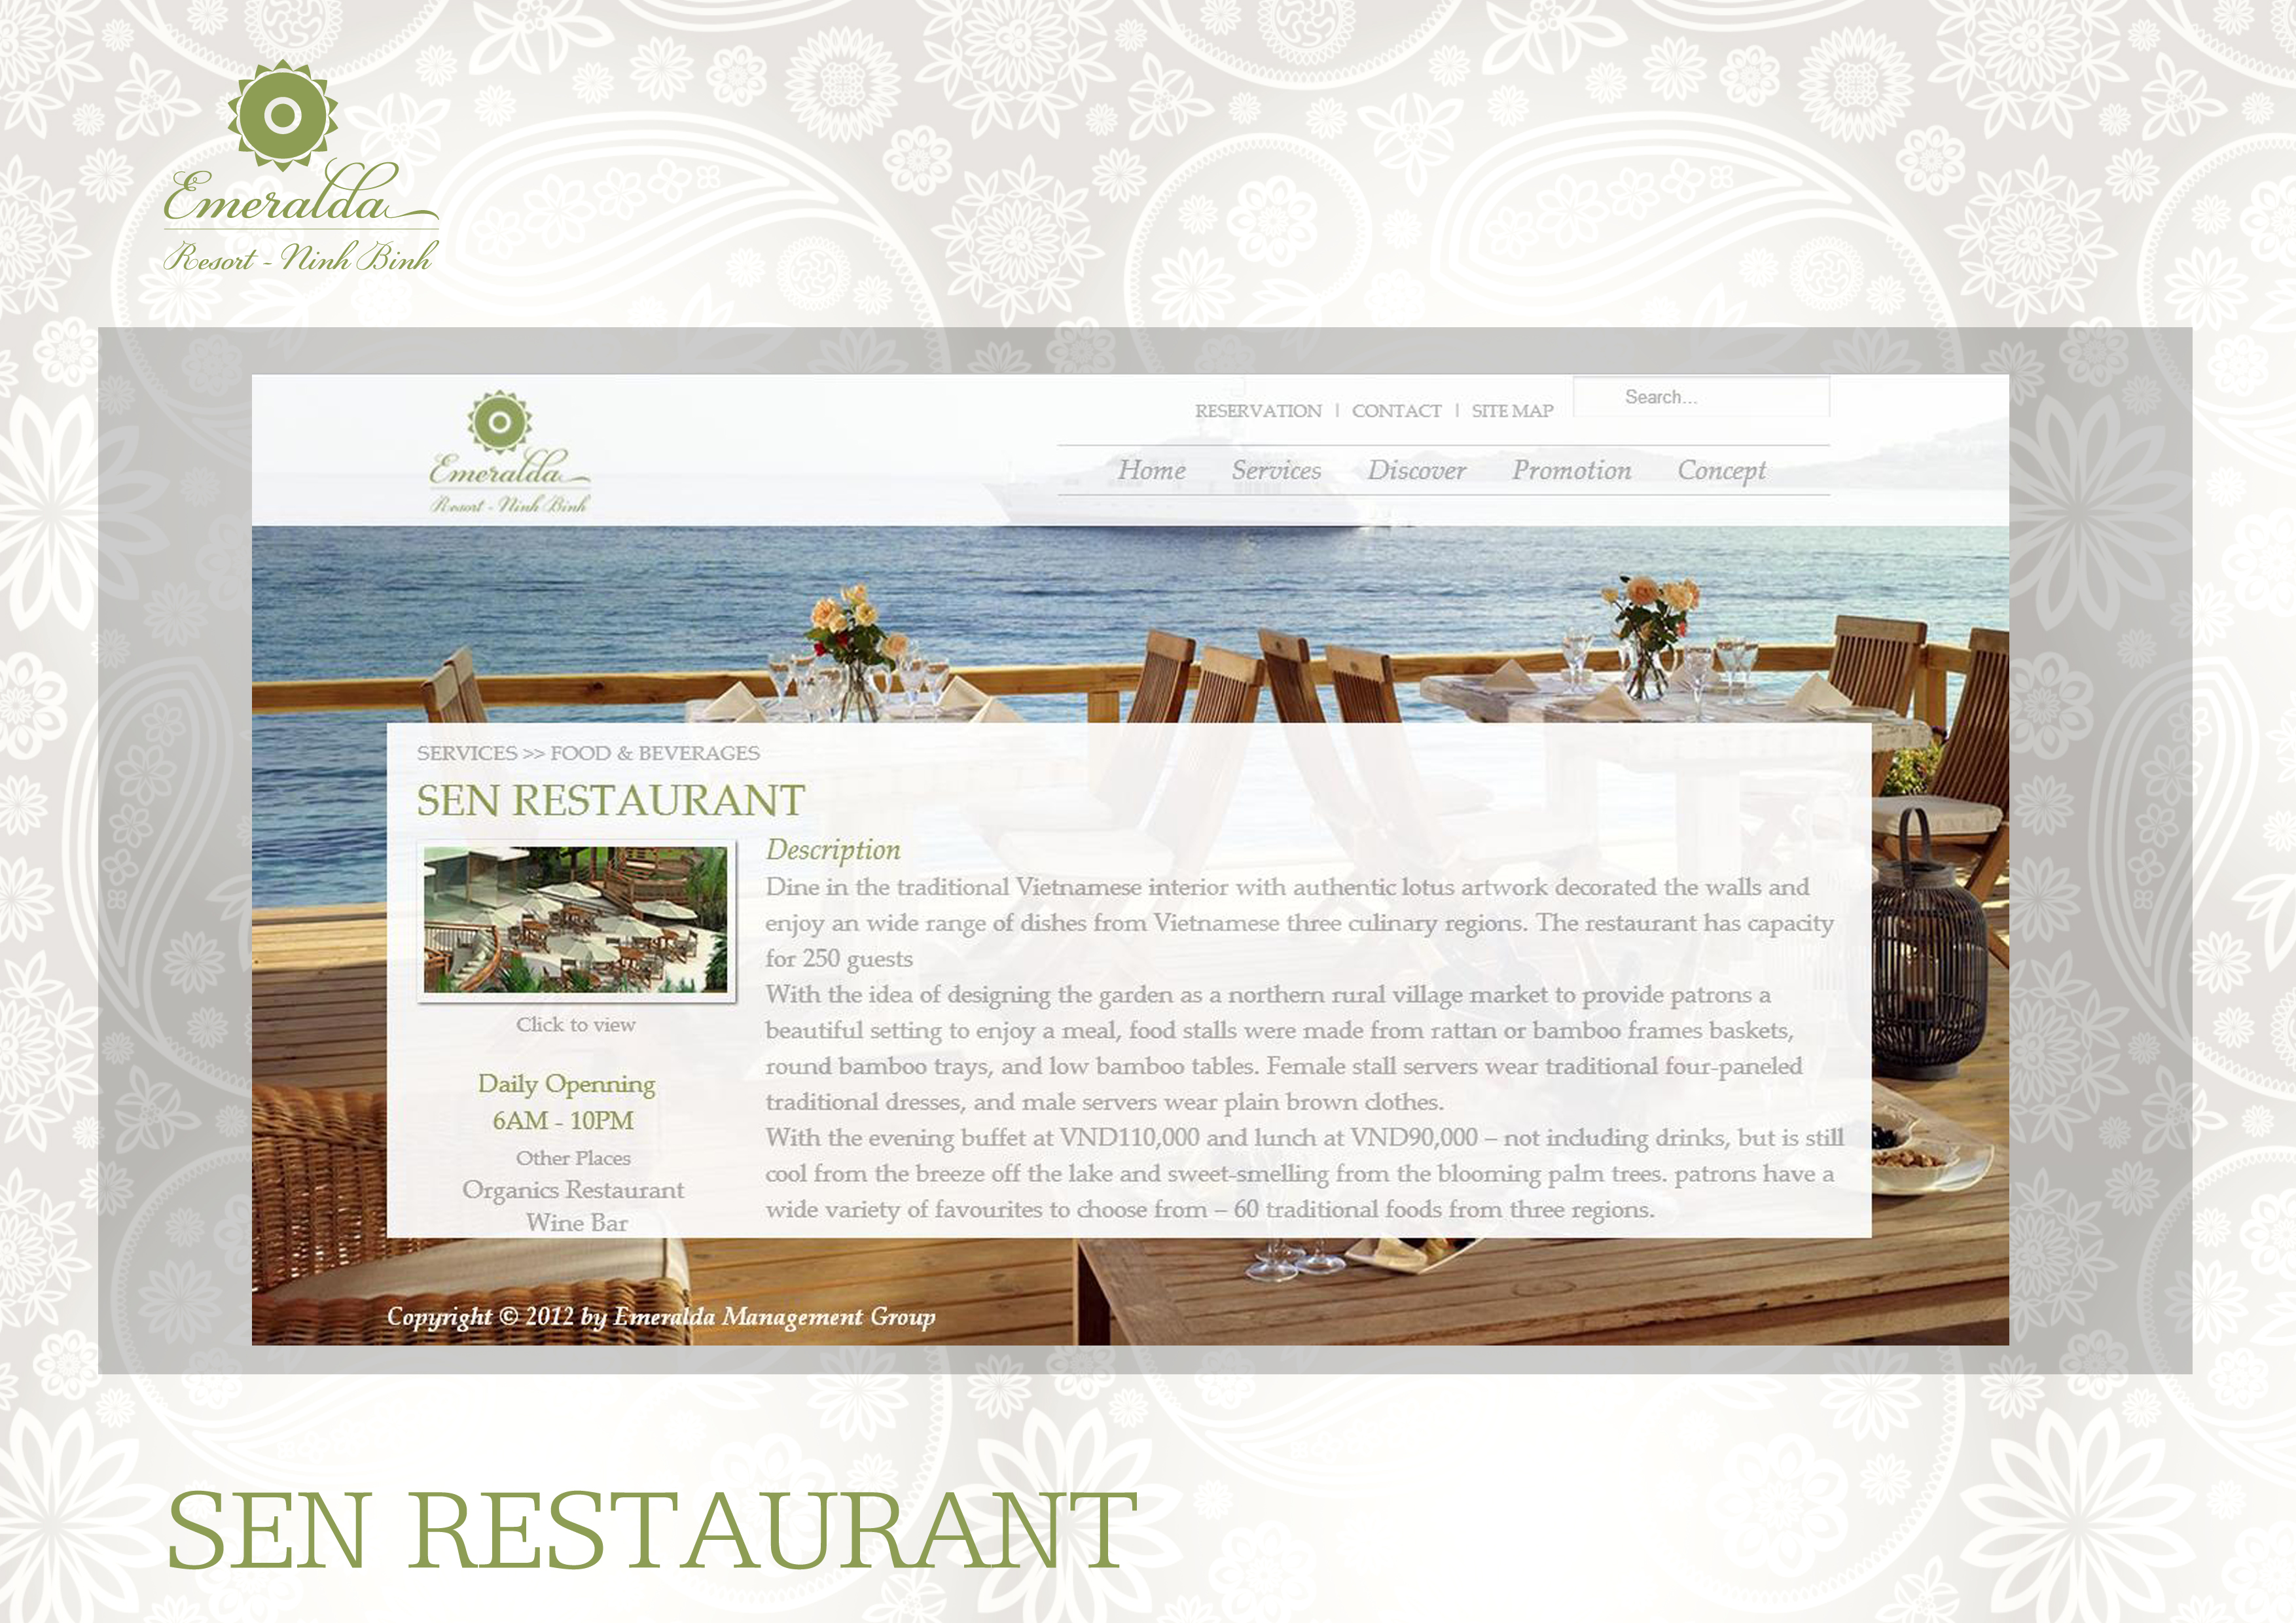 Emeralda
Resort - Ninh Binh
Emeralda
Resort - Ninh Binh
RESERVATION | CONTACT | SITE MAP
Search...
Home Services Discover Promotion Concept
SERVICES >> FOOD & BEVERAGES
SEN RESTAURANT
Click to view
Daily Openning
6AM - 10PM
Other Places
Organics Restaurant
Wine Bar
Description
Dine in the traditional Vietnamese interior with authentic lotus artwork decorated the walls and
enjoy an wide range of dishes from Vietnamese three culinary regions. The restaurant has capacity
for 250 guests
With the idea of designing the garden as a northern rural village market to provide patrons a
beautiful setting to enjoy a meal, food stalls were made from rattan or bamboo frames baskets,
round bamboo trays, and low bamboo tables. Female stall servers wear traditional four-paneled
traditional dresses, and male servers wear plain brown clothes.
With the evening buffet at VND110,000 and lunch at VND90,000 – not including drinks, but is still
cool from the breeze off the lake and sweet-smelling from the blooming palm trees. patrons have a
wide variety of favourites to choose from – 60 traditional foods from three regions.
Copyright © 2012 by Emeralda Management Group
SEN RESTAURANT